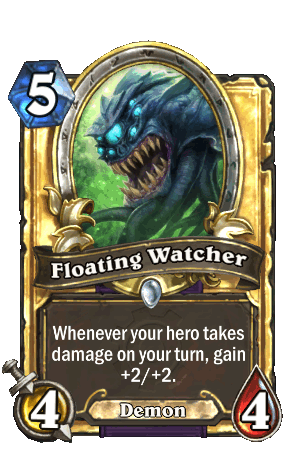 5
Floating Watcher
Whenever your hero takes
damage on your turn, gain
+2/+2.
4
Demon
4